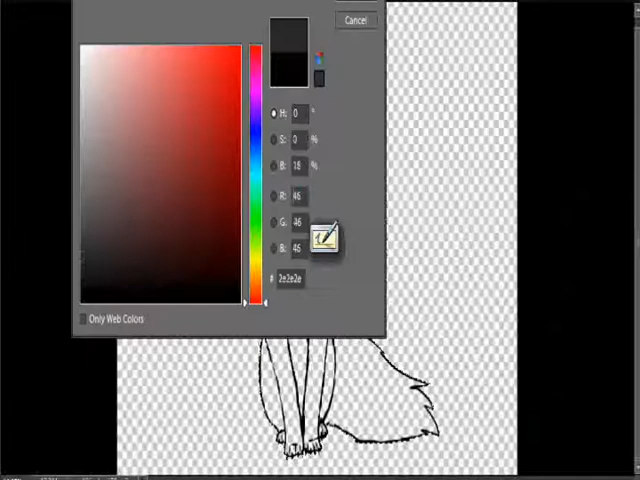 Cancel
H: 0 °
S: 0 %
B: 18 %
R: 46
G: 46
B: 46
# 2e2e2e
Only Web Colors